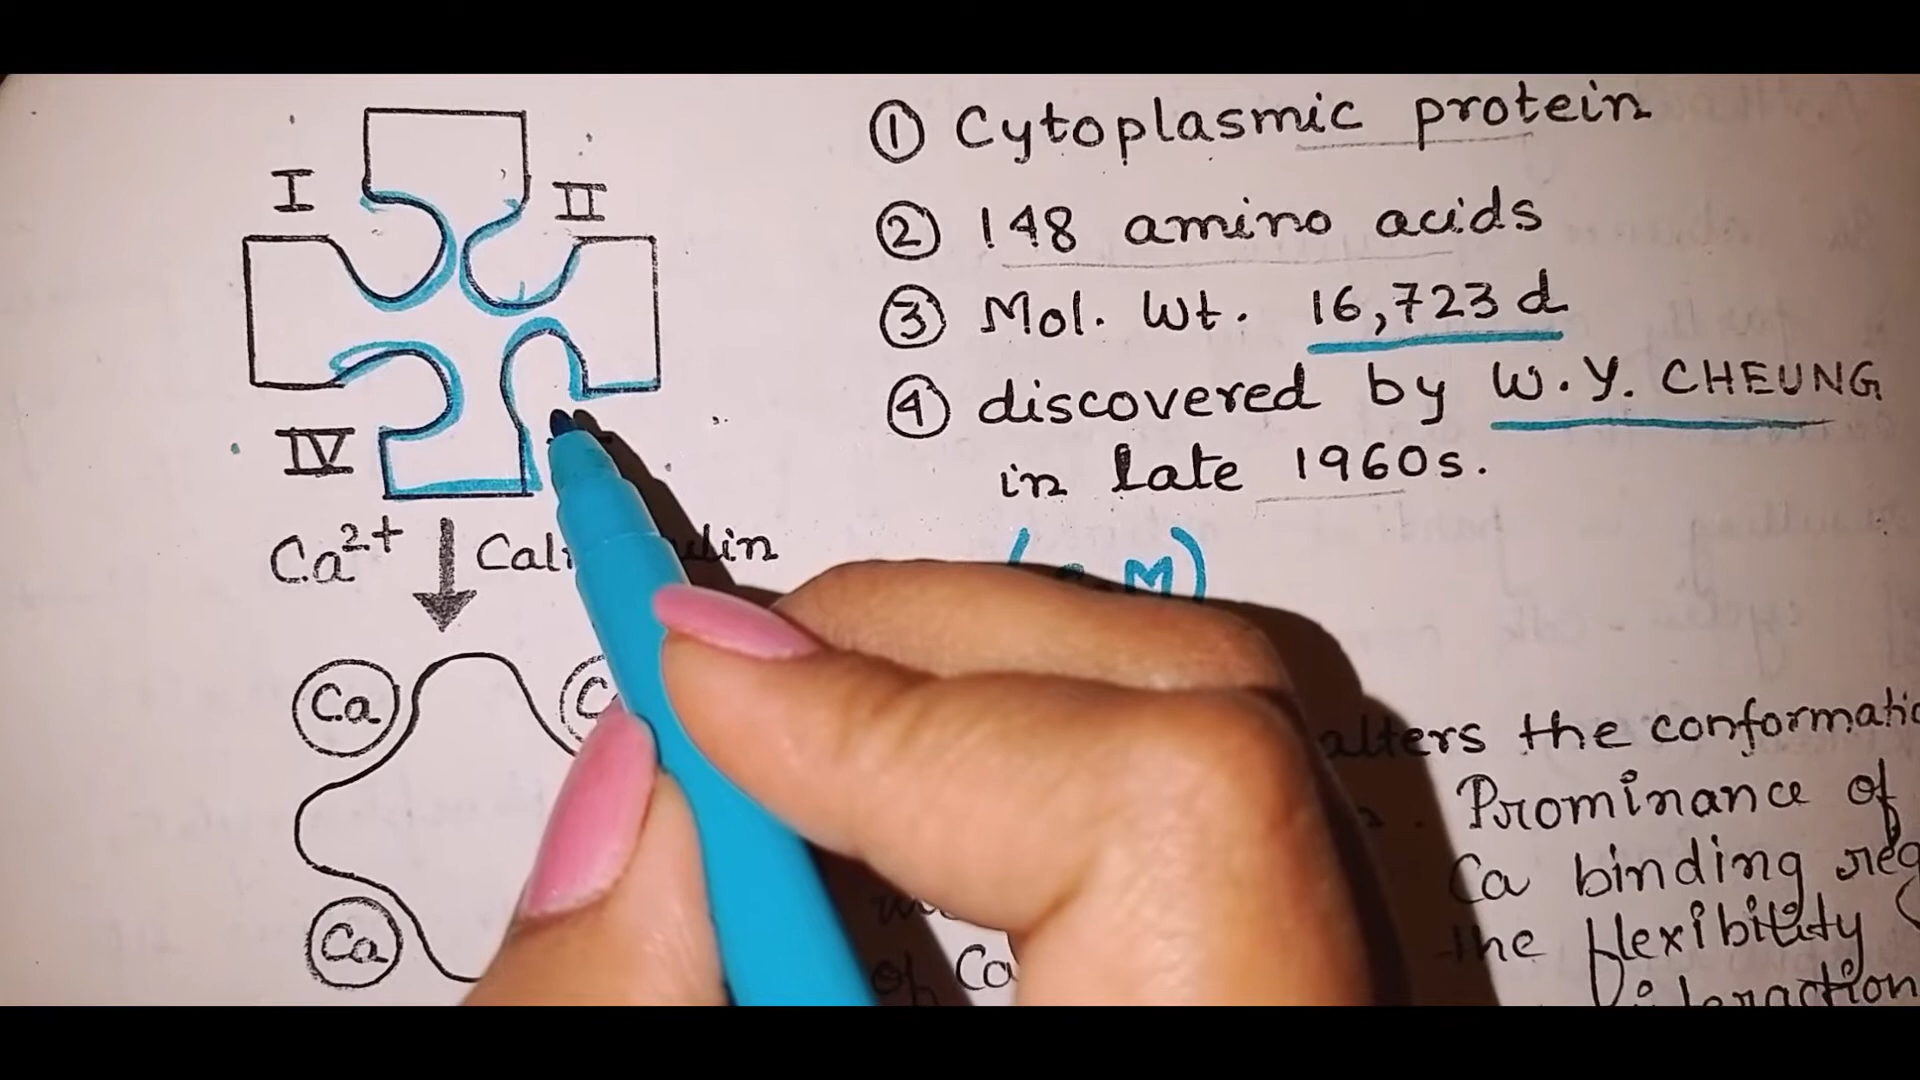 I
II
IV
① Cytoplasmic protein
② 148 amino acids
③ Mol. Wt. 16,723 d
④ discovered by W. Y. CHEUNG
in late 1960s.
Ca²⁺
Ca
Ca
M)
alters the
Prominance of
Ca binding
the flexibility
of